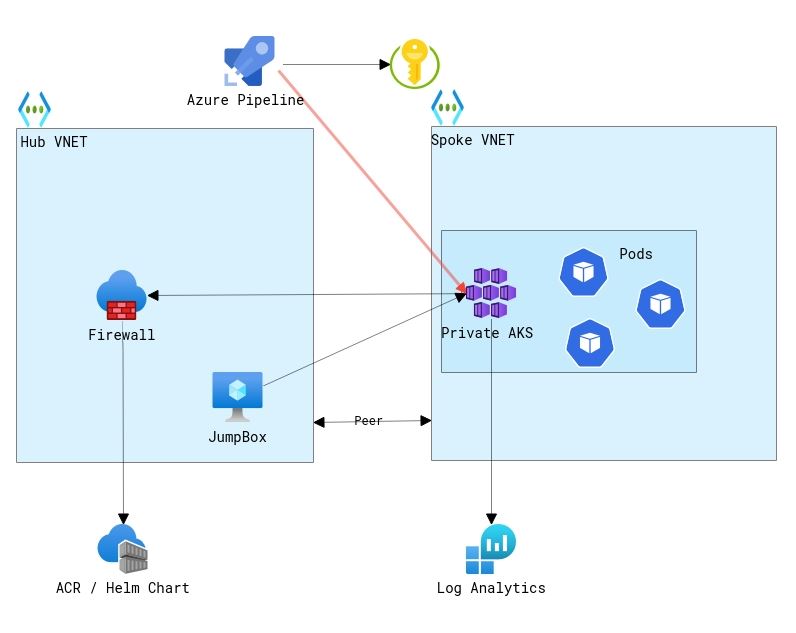 Azure Pipeline
Hub VNET
Spoke VNET
Pods
Firewall
Private AKS
Peer
JumpBox
ACR / Helm Chart
Log Analytics